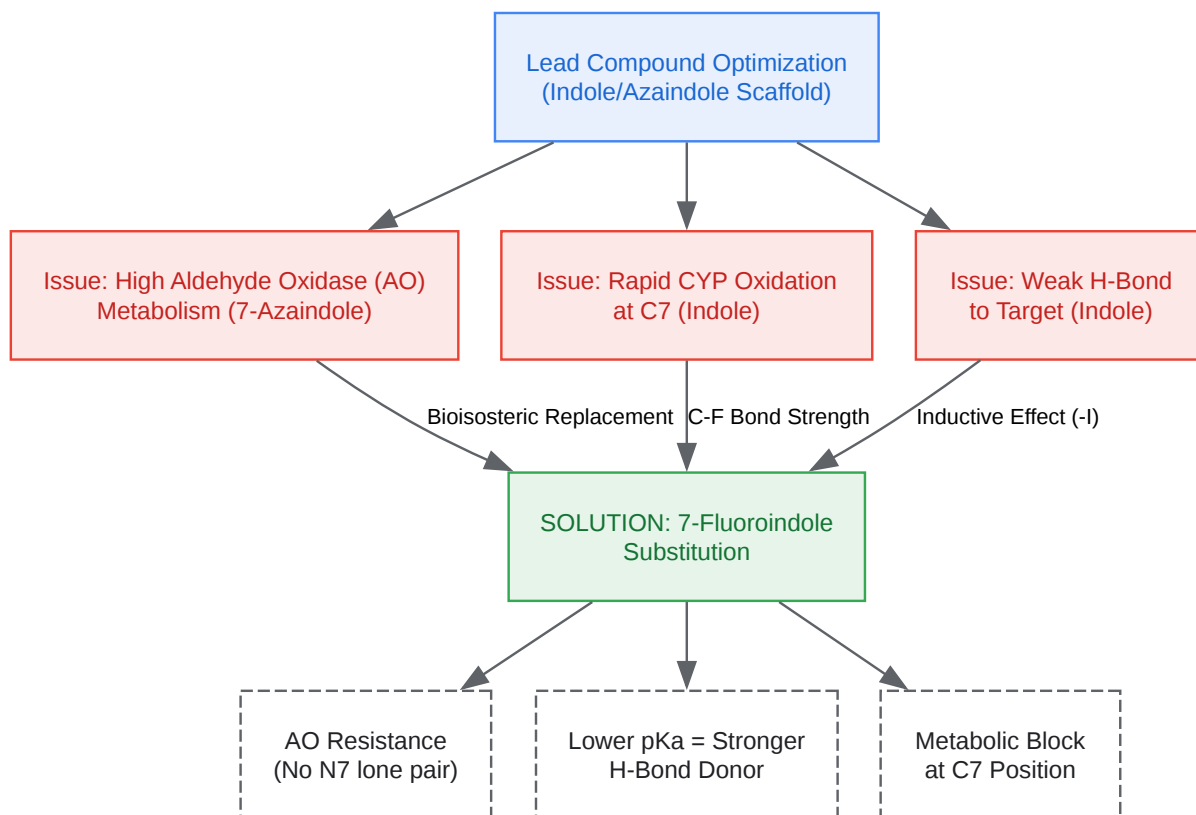 Lead Compound Optimization
(Indole/Azaindole Scaffold)
Issue: High Aldehyde Oxidase (AO)
Metabolism (7-Azaindole)
Issue: Rapid CYP Oxidation
at C7 (Indole)
Issue: Weak H-Bond
to Target (Indole)
Bioisosteric Replacement
C-F Bond Strength
Inductive Effect (-I)
SOLUTION: 7-Fluoroindole
Substitution
AO Resistance
(No N7 lone pair)
Lower pKa = Stronger
H-Bond Donor
Metabolic Block
at C7 Position